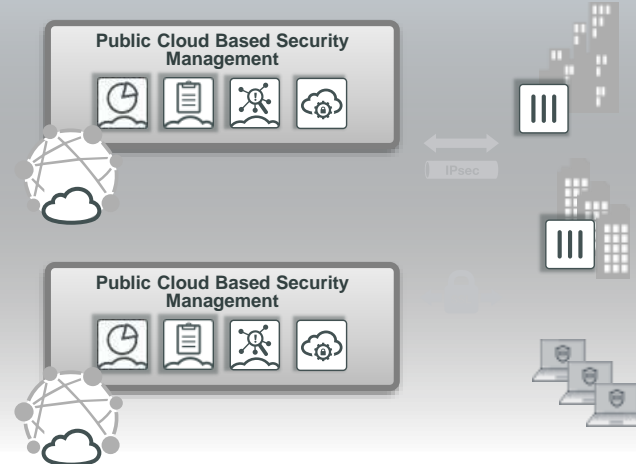 Public Cloud Based Security
Management
IPsec
Public Cloud Based Security
Management